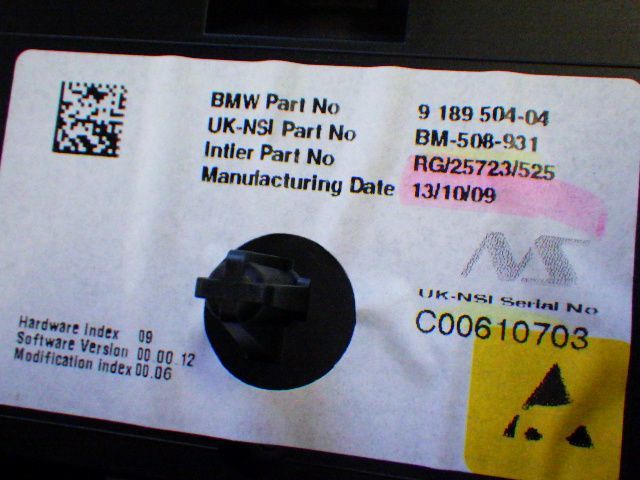 BMW Part No 9 189 504-04
UK-NSI Part No BM-508-931
Intier Part No RG/25723/525
Manufacturing Date 13/10/09
UK-NSI Serial No
C00610703
Hardware Index 09
Software Version 00.00.12
Modification index 00.06